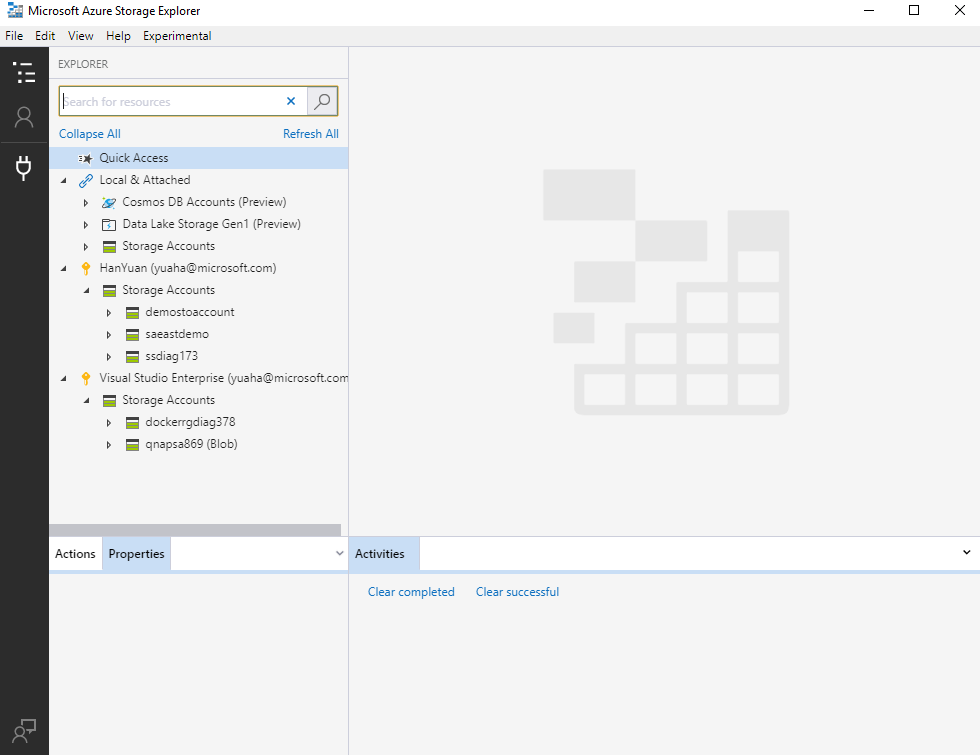 Microsoft Azure Storage Explorer
File Edit View Help Experimental
EXPLORER
Search for resources
Collapse All Refresh All
Quick Access
Local & Attached
Cosmos DB Accounts (Preview)
Data Lake Storage Gen1 (Preview)
Storage Accounts
HanYuan (yuaha@microsoft.com)
Storage Accounts
demostoaccount
saeastdemo
ssdiag173
Visual Studio Enterprise (yuaha@microsoft.com
Storage Accounts
dockerrgdiag378
qnapsa869 (Blob)
Actions Properties Activities
Clear completed Clear successful